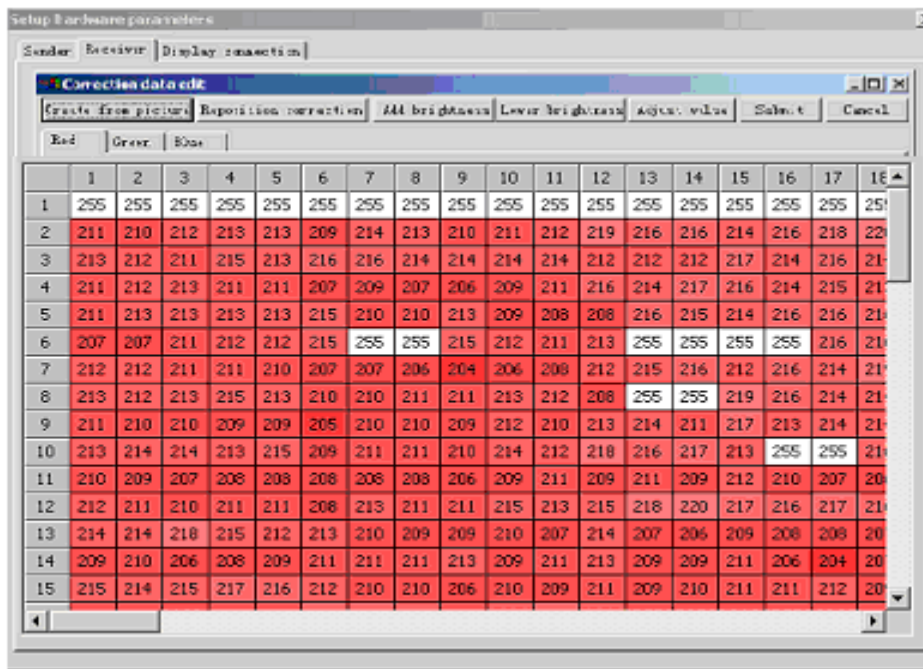 Setup hardware parameters
Sender Receiver Display connection
Correction data edit
Create from picture Reposition correction Add brightness Lower brightness Adjust value Submit Cancel
Red Green Blue
1 2 3 4 5 6 7 8 9 10 11 12 13 14 15 16 17 18
1 255 255 255 255 255 255 255 255 255 255 255 255 255 255 255 255 255
2 211 210 212 213 213 209 214 213 210 211 212 219 216 216 214 216 218
3 213 212 211 215 213 216 216 214 214 214 214 212 212 212 217 214 216
4 211 212 213 211 211 207 209 207 206 209 211 216 214 217 216 214 215
5 211 213 213 213 213 215 210 210 213 209 208 208 216 215 214 216 216
6 207 207 211 212 212 215 255 255 215 212 211 213 255 255 255 255 216
7 212 212 211 211 210 207 207 206 204 206 208 212 215 216 212 216 214
8 213 212 213 215 213 210 210 211 211 213 212 208 255 255 219 216 214
9 211 210 210 209 209 205 210 210 209 212 210 213 214 211 217 213 214
10 213 214 214 213 215 209 211 211 210 214 212 218 216 217 213 255 255
11 210 209 207 208 208 208 208 208 206 209 211 209 211 209 212 210 207
12 212 211 210 211 211 208 213 211 211 215 213 215 218 220 217 216 217
13 214 214 218 215 212 213 210 209 209 210 207 214 207 206 209 208 208
14 209 210 206 208 209 211 211 211 213 209 211 213 209 209 211 206 204
15 215 214 215 217 216 212 210 210 206 210 209 211 209 210 211 211 212